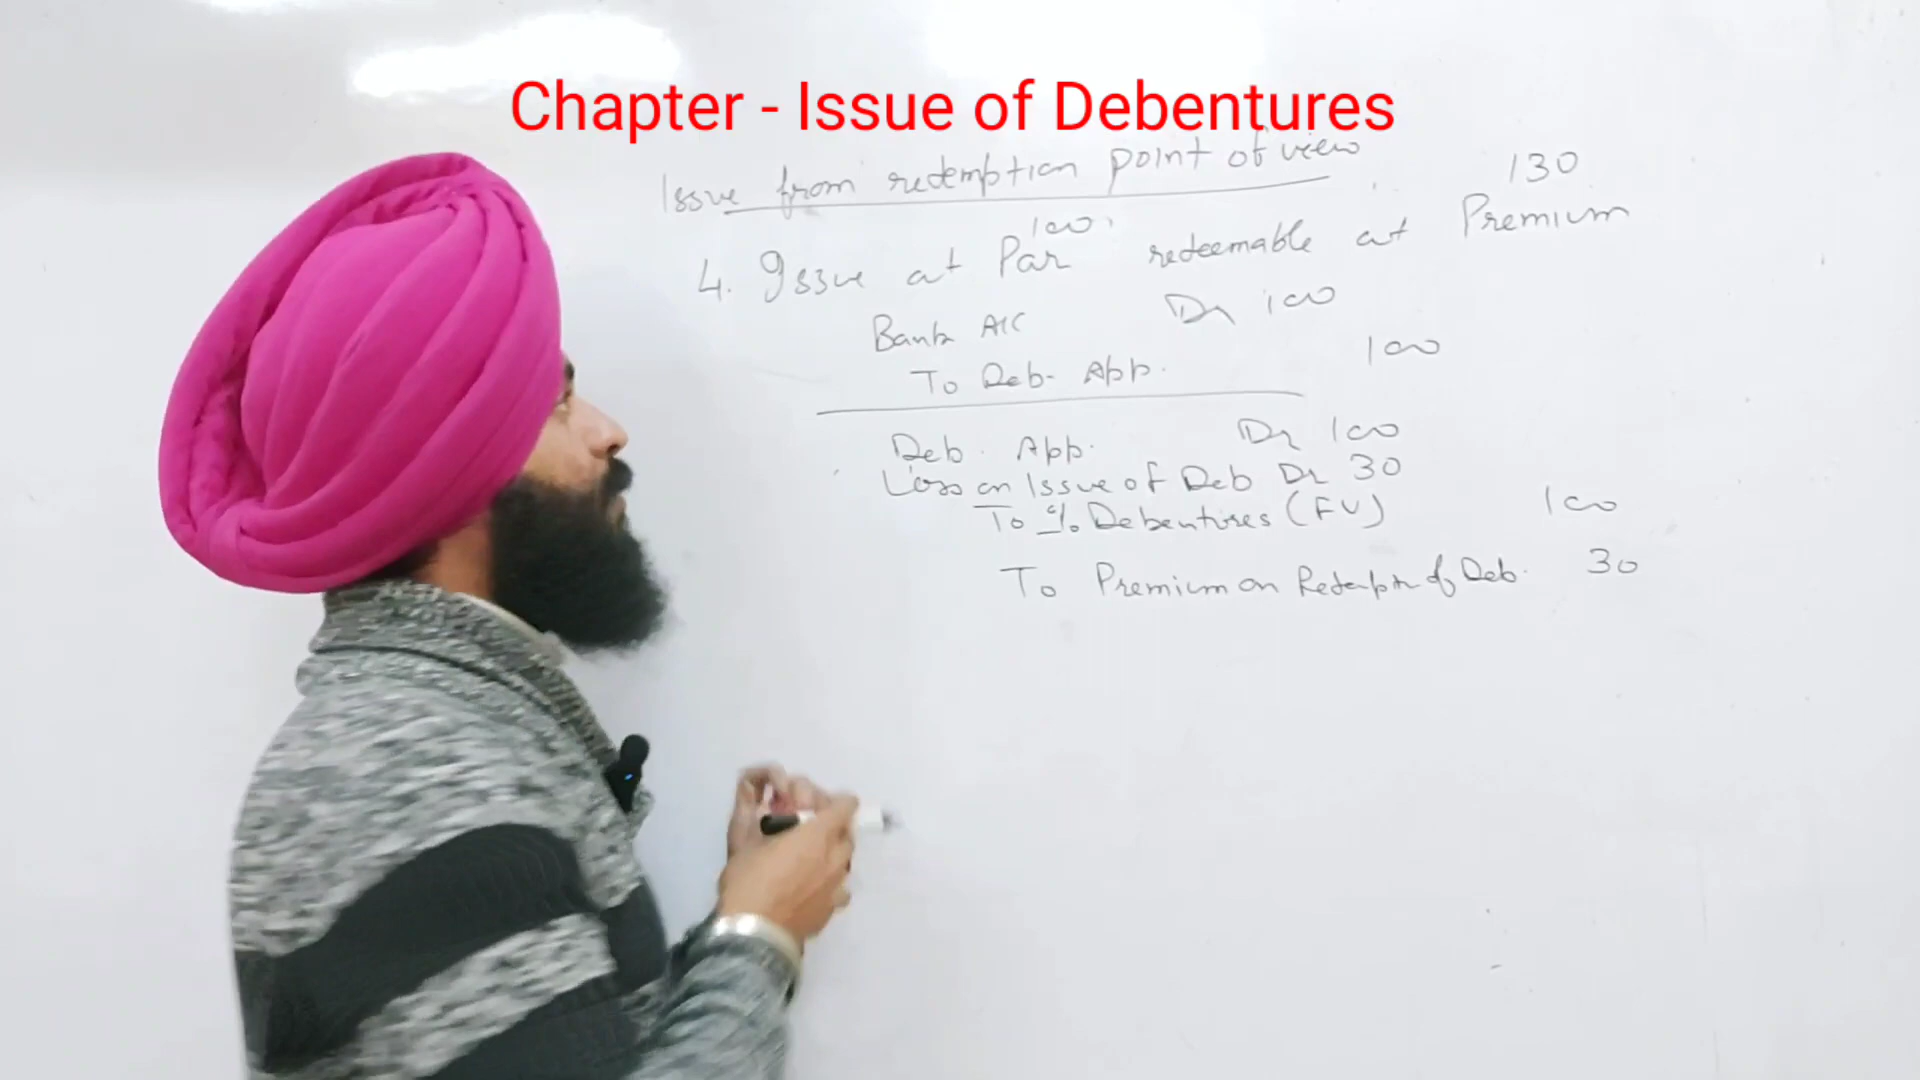 Chapter - Issue of Debentures
Issue from redemption point of view
100 130
4. Issue at Par redeemable at Premium
Bank A/C Dr 100
To Deb. App. 100
Deb. App. Dr 100
Loss on Issue of Deb Dr 30
To % Debentures (FV) 100
To Premium on Redemption of Deb. 30